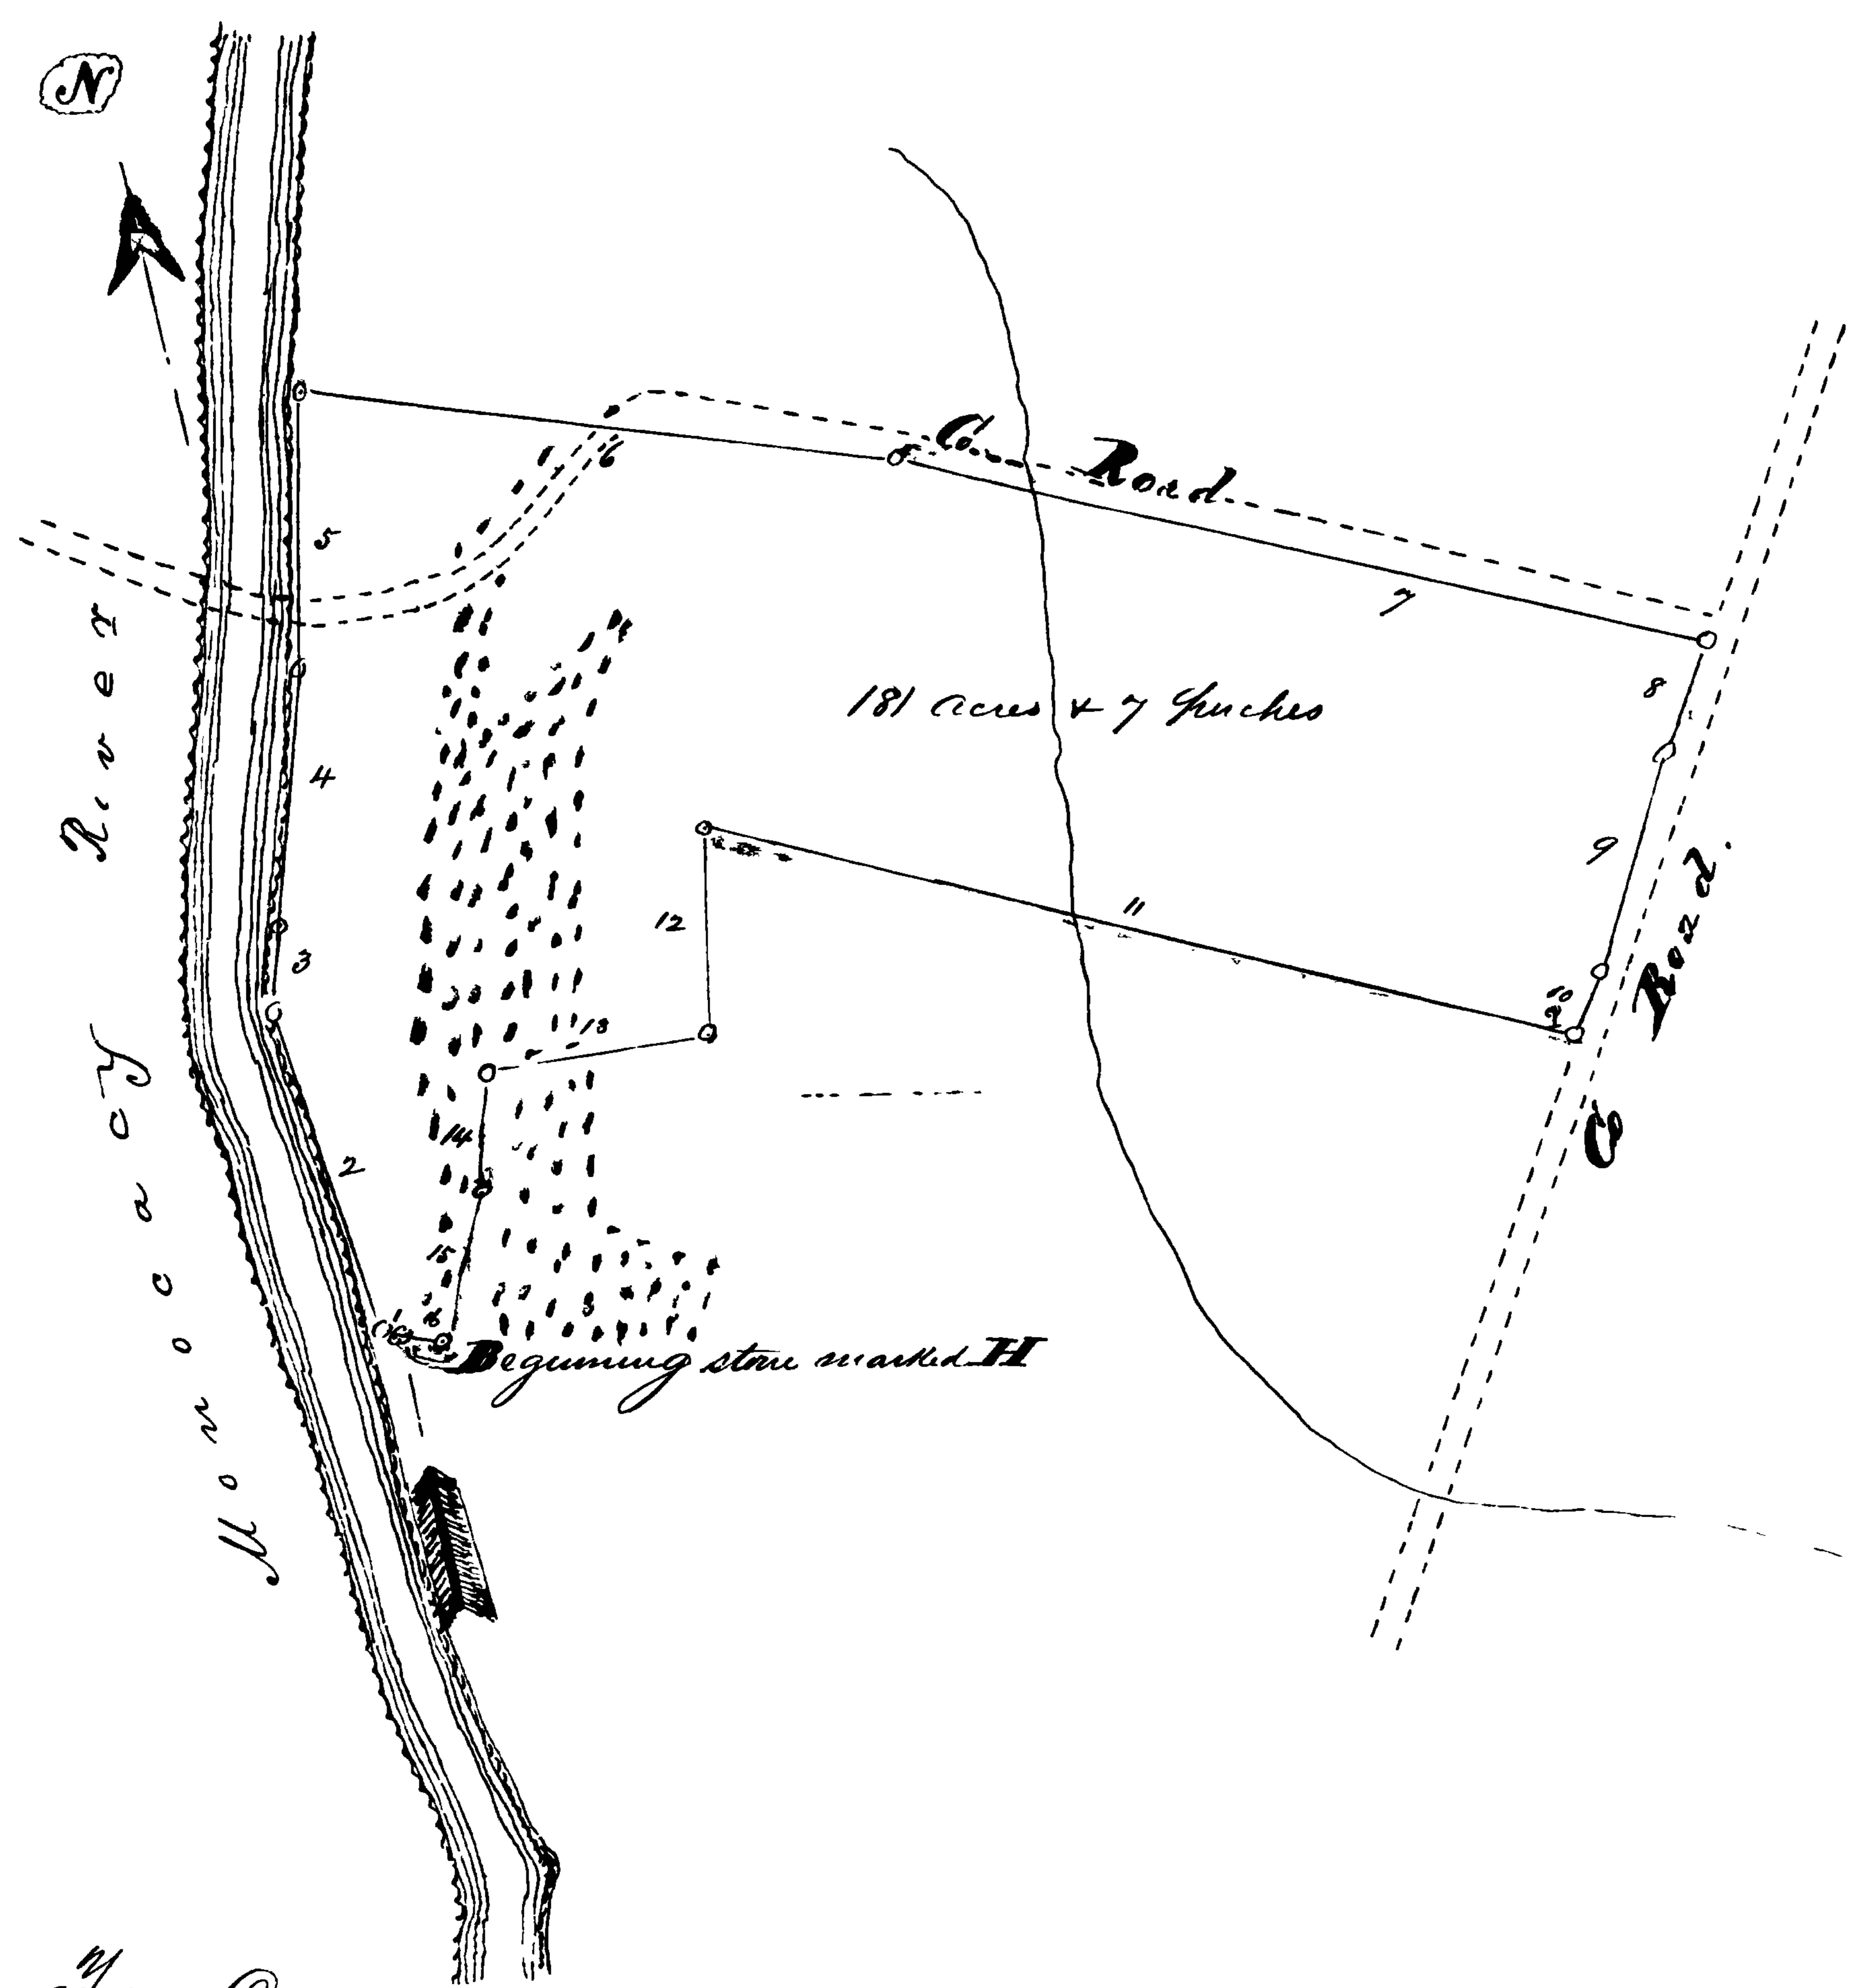 N
Monocacy River
Co. Road
181 acres & 7 Perches
Co Road.
Beginning stone marked H
1
2
3
4
5
6
7
8
9
10
11
12
13
14
15
16